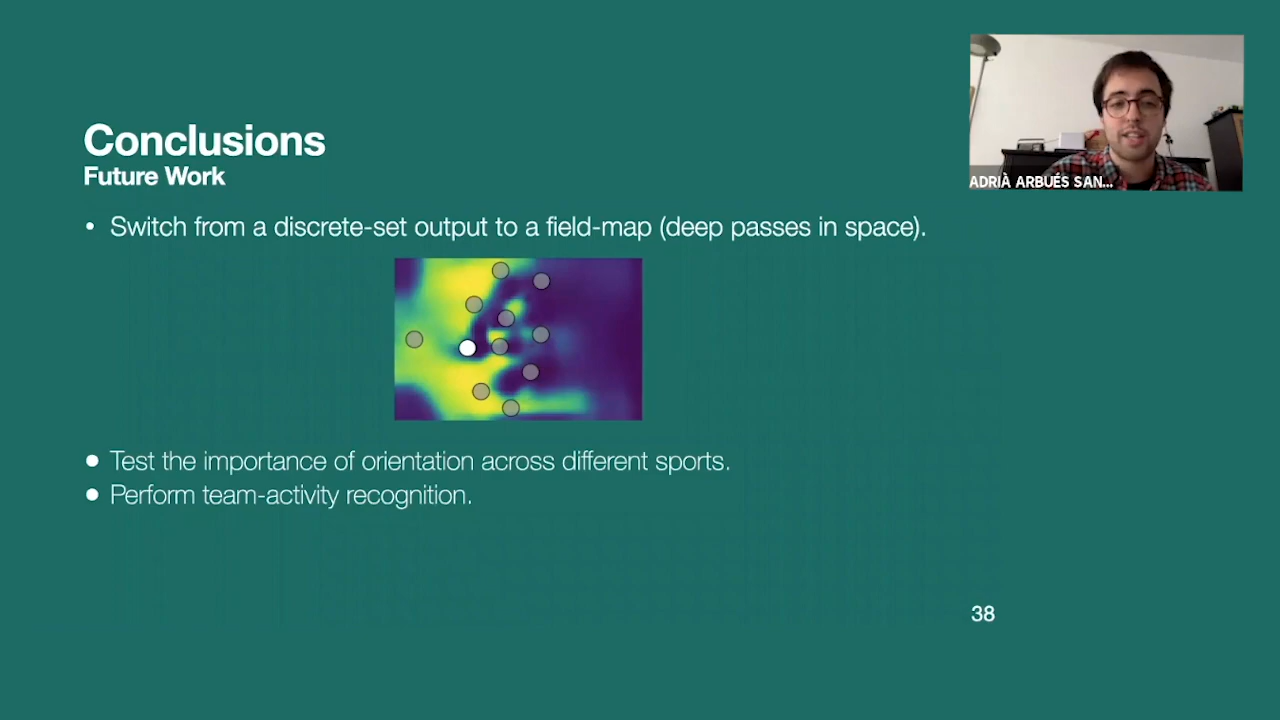 Conclusions
Future Work
• Switch from a discrete-set output to a field-map (deep passes in space).
● Test the importance of orientation across different sports.
● Perform team-activity recognition.
38
ADRIÀ ARBUÉS SAN...